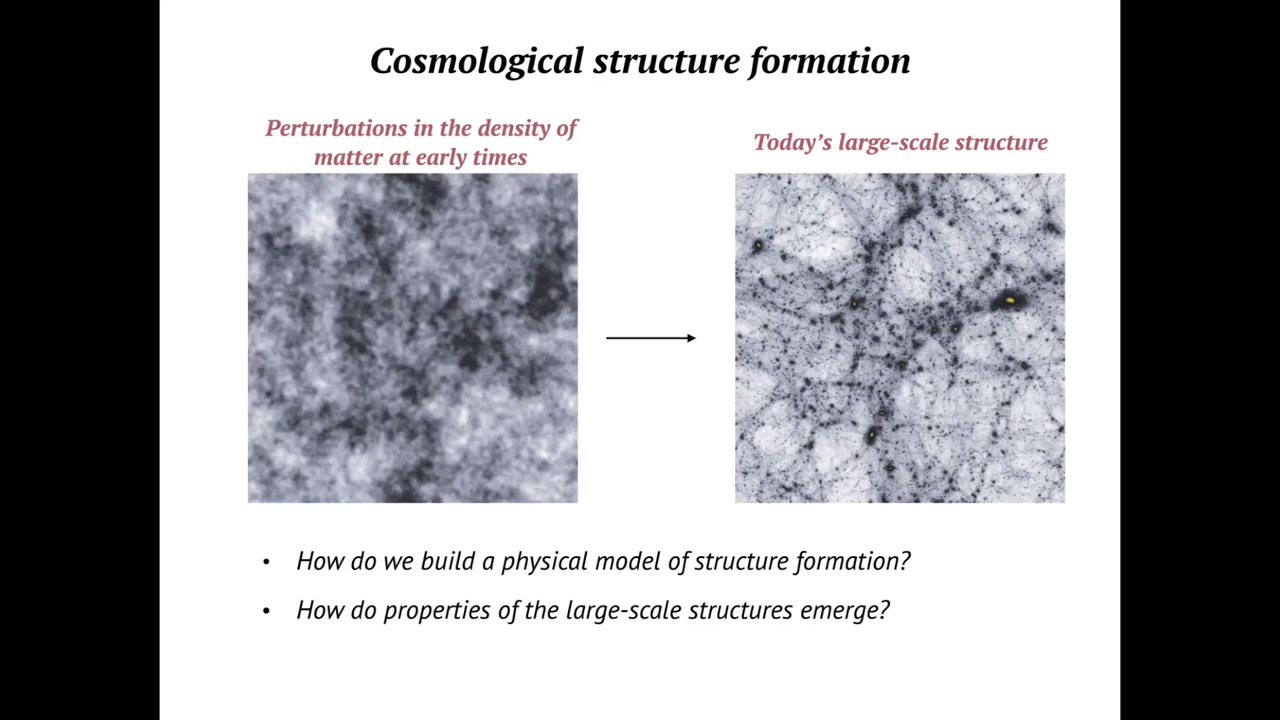 Cosmological structure formation
Perturbations in the density of
matter at early times
Today’s large-scale structure
• How do we build a physical model of structure formation?
• How do properties of the large-scale structures emerge?